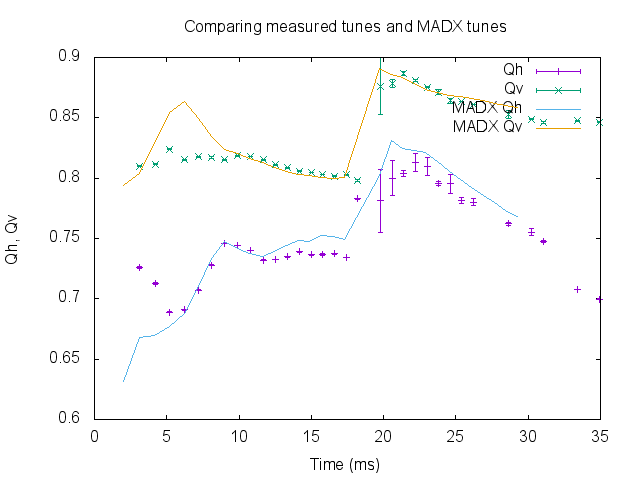 Comparing measured tunes and MADX tunes
0.9
0.85
0.8
0.75
0.7
0.65
0.6
Qh, Qv
Qh
Qv
MADX Qh
MADX Qv
0 5 10 15 20 25 30 35
Time (ms)